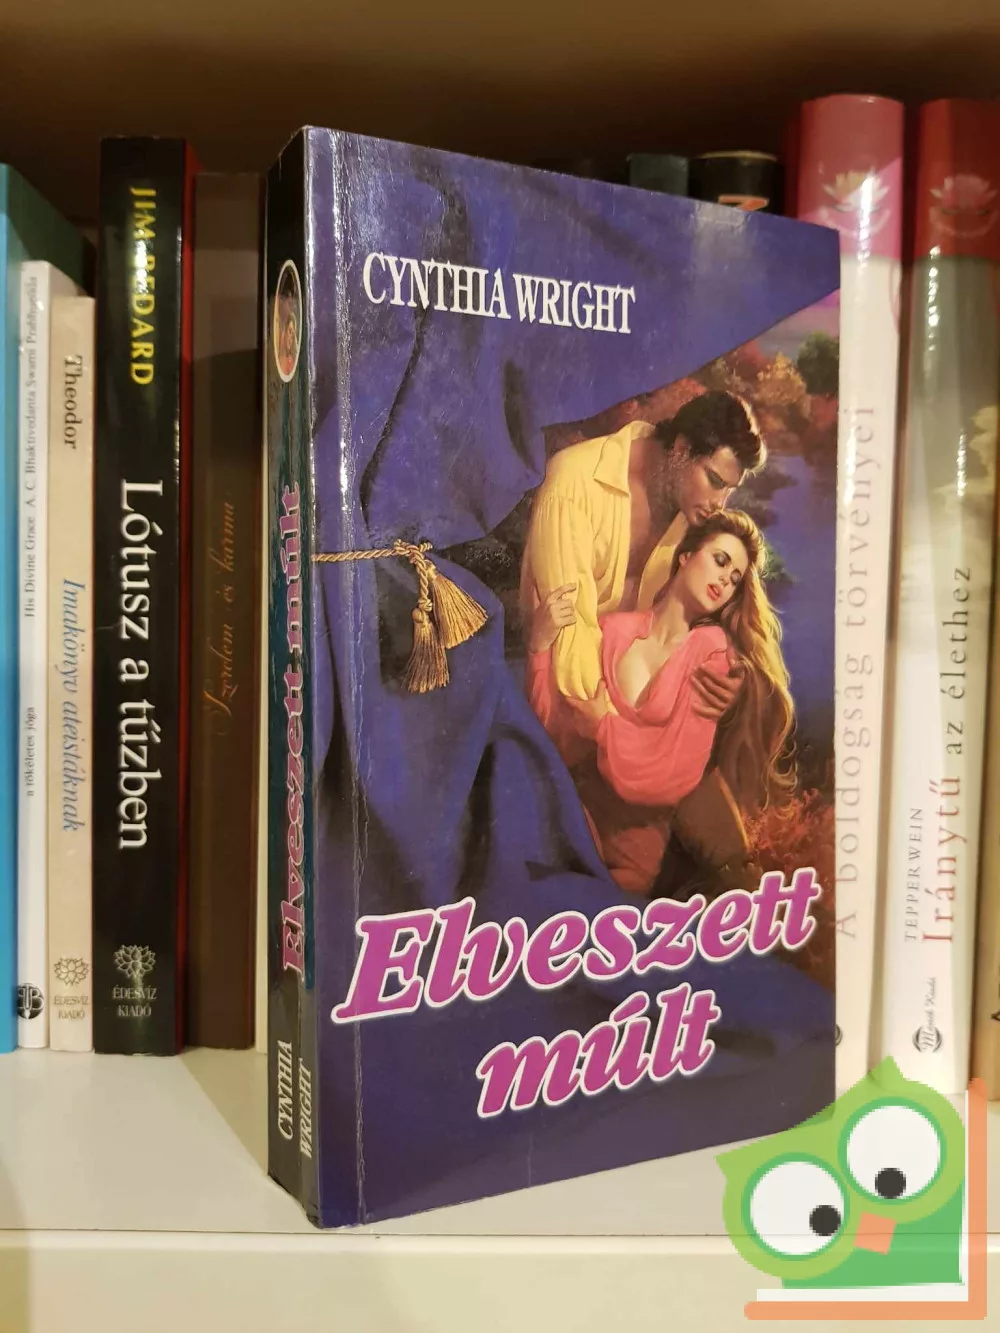 CYNTHIA WRIGHT
Elveszett
múlt
Elveszett múlt
CYNTHIA
WRIGHT
His Divine Grace A. C. Bhaktivedanta Swami Prabhupáda
a tökéletes jóga
Theodor
Imakönyv ateistáknak
ÉDESVÍZ
KIADÓ
JIM BEDARD
Lótusz a tűzben
ÉDESVÍZ
KIADÓ
Szerelem és karma
A boldogság törvényei
TEPPERWEIN
Iránytű az élethez